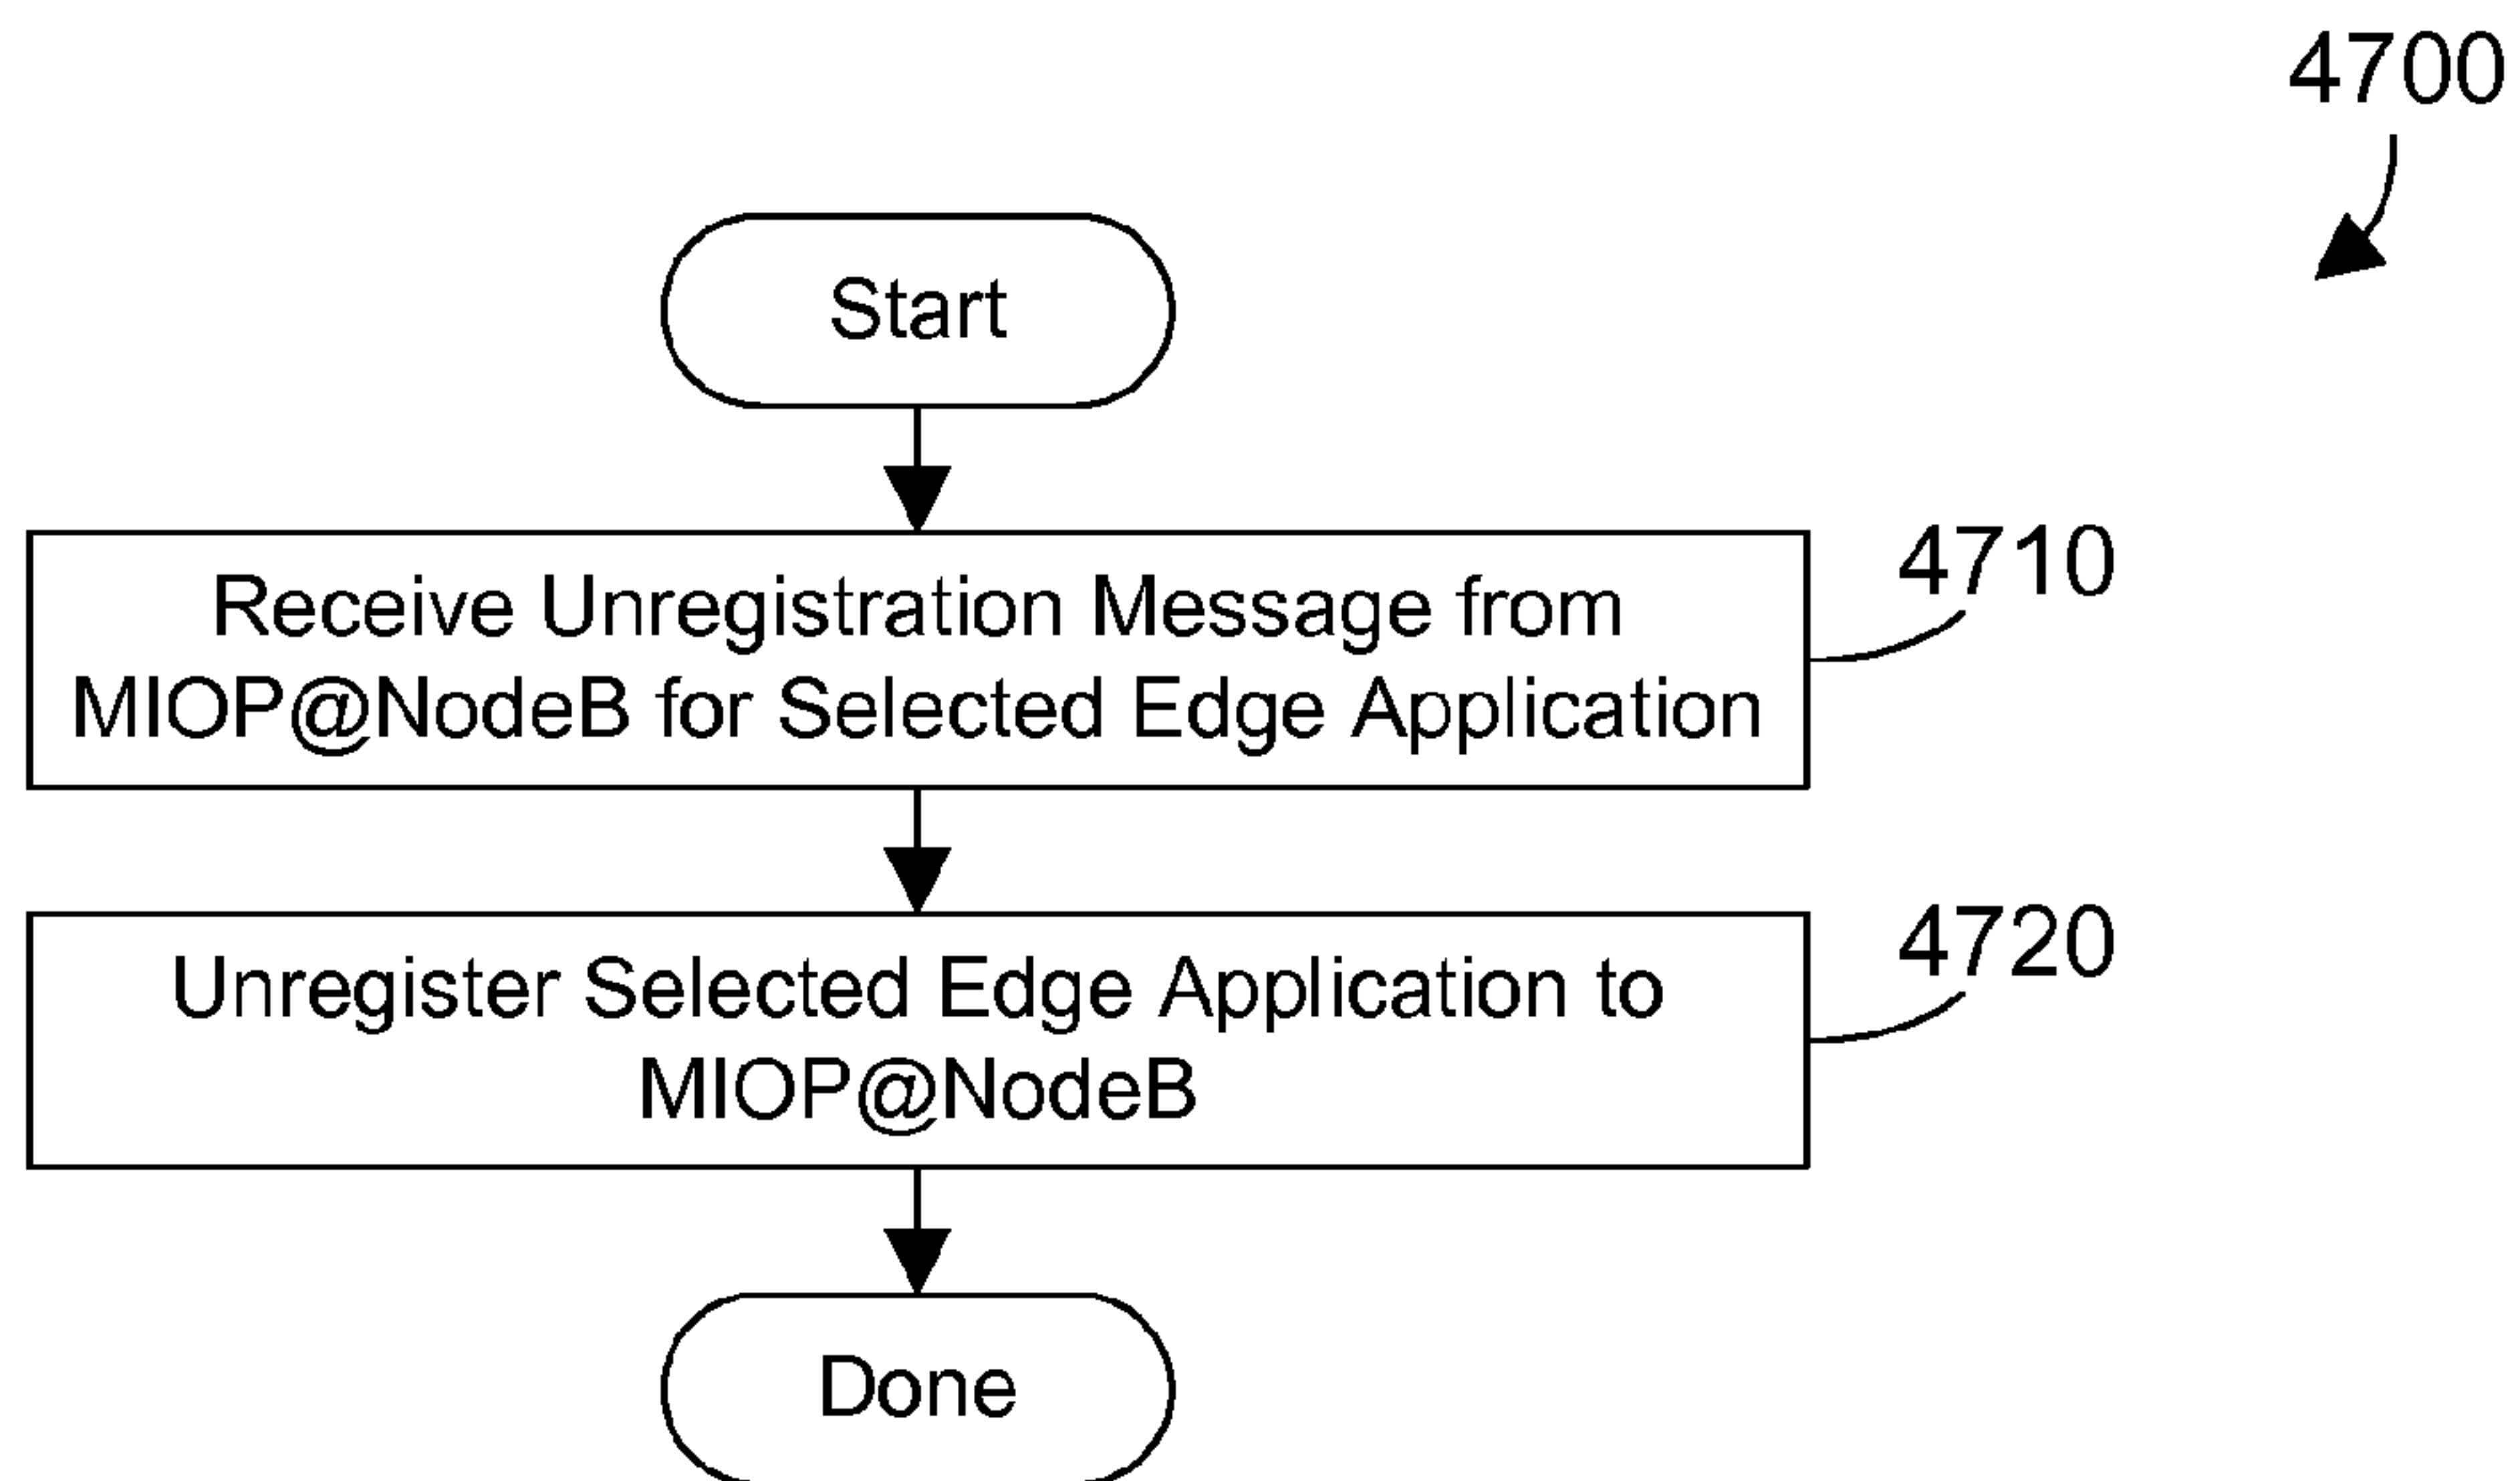 4700
Start
Receive Unregistration Message from
MIOP@NodeB for Selected Edge Application
4710
Unregister Selected Edge Application to
MIOP@NodeB
4720
Done